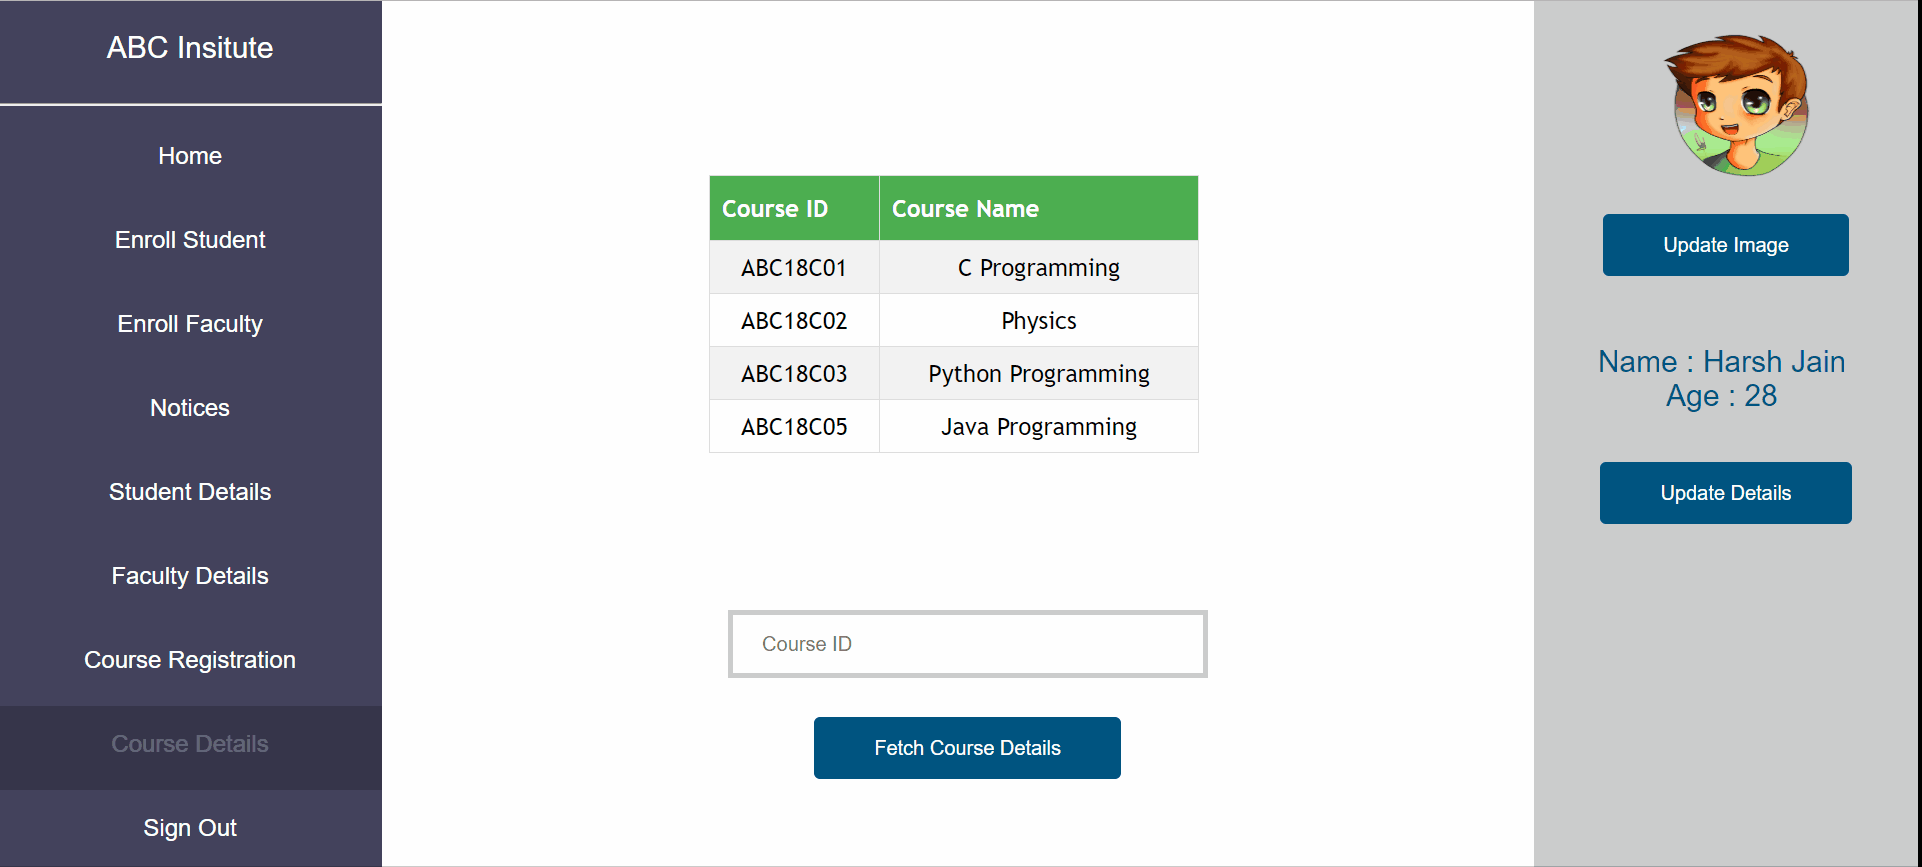 ABC Insitute
Home
Enroll Student
Enroll Faculty
Notices
Student Details
Faculty Details
Course Registration
Course Details
Sign Out
Course ID Course Name
ABC18C01 C Programming
ABC18C02 Physics
ABC18C03 Python Programming
ABC18C05 Java Programming
Course ID
Fetch Course Details
Update Image
Name : Harsh Jain
Age : 28
Update Details